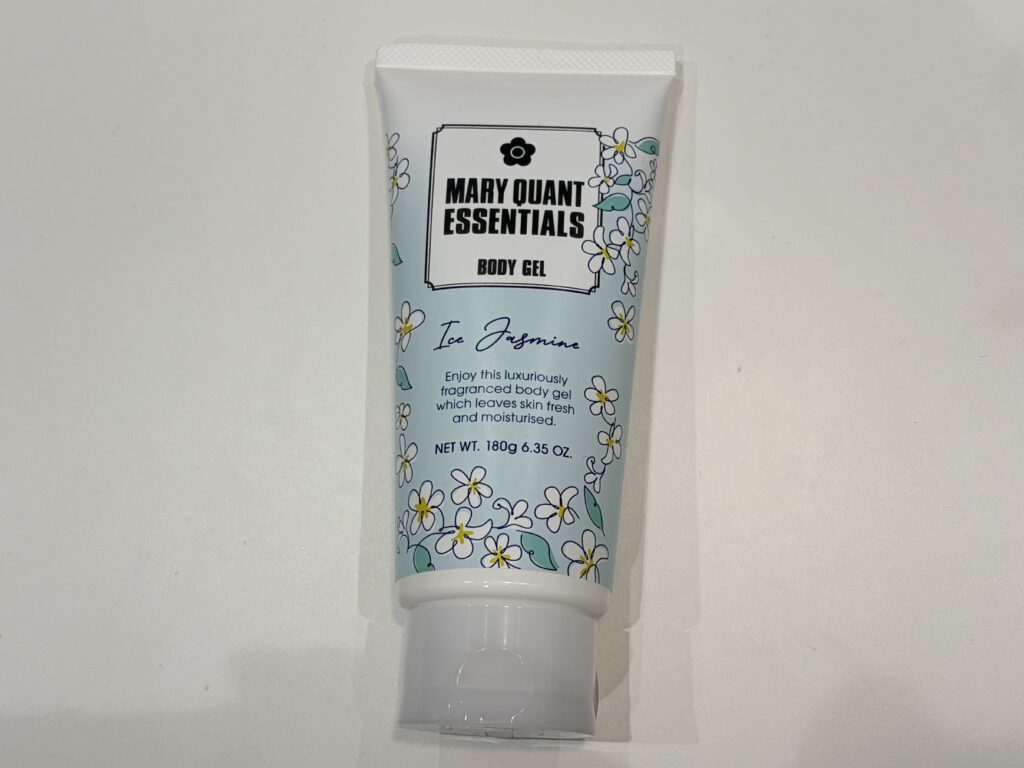 MARY QUANT
ESSENTIALS
BODY GEL
Ice Jasmine
Enjoy this luxuriously
fragranced body gel
which leaves skin fresh
and moisturised.
NET WT. 180g 6.35 OZ.